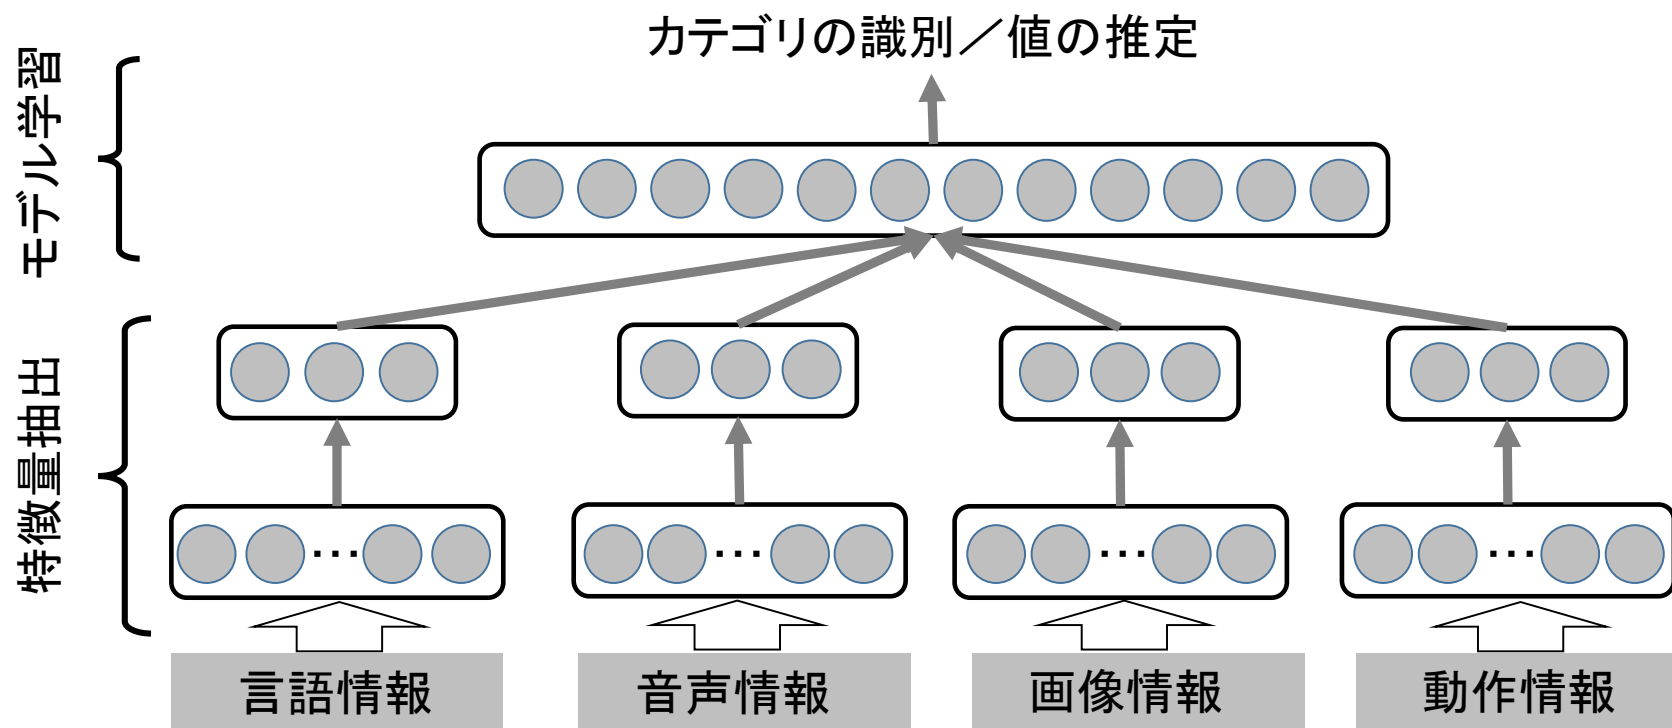 カテゴリの識別／値の推定
モデル学習
特徴量抽出
…
…
…
…
言語情報
音声情報
画像情報
動作情報